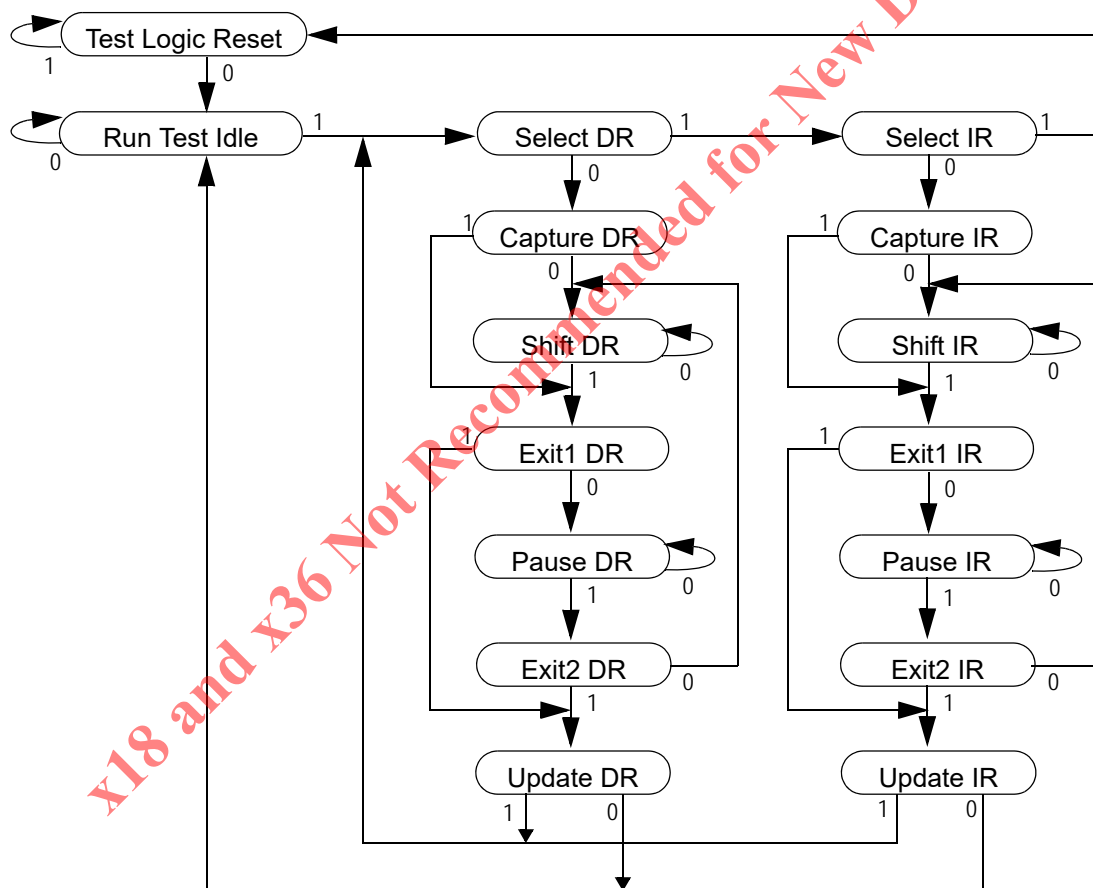 Test Logic Reset
1
0
Run Test Idle
0
1
Select DR
1
0
Select IR
1
0
Capture DR
1
0
Capture IR
1
0
Shift DR
0
1
Shift IR
0
1
Exit1 DR
1
0
Exit1 IR
1
0
Pause DR
0
1
Pause IR
0
1
Exit2 DR
0
1
Exit2 IR
0
1
Update DR
1
0
Update IR
1
0
x18 and x36 Not Recommended for New D